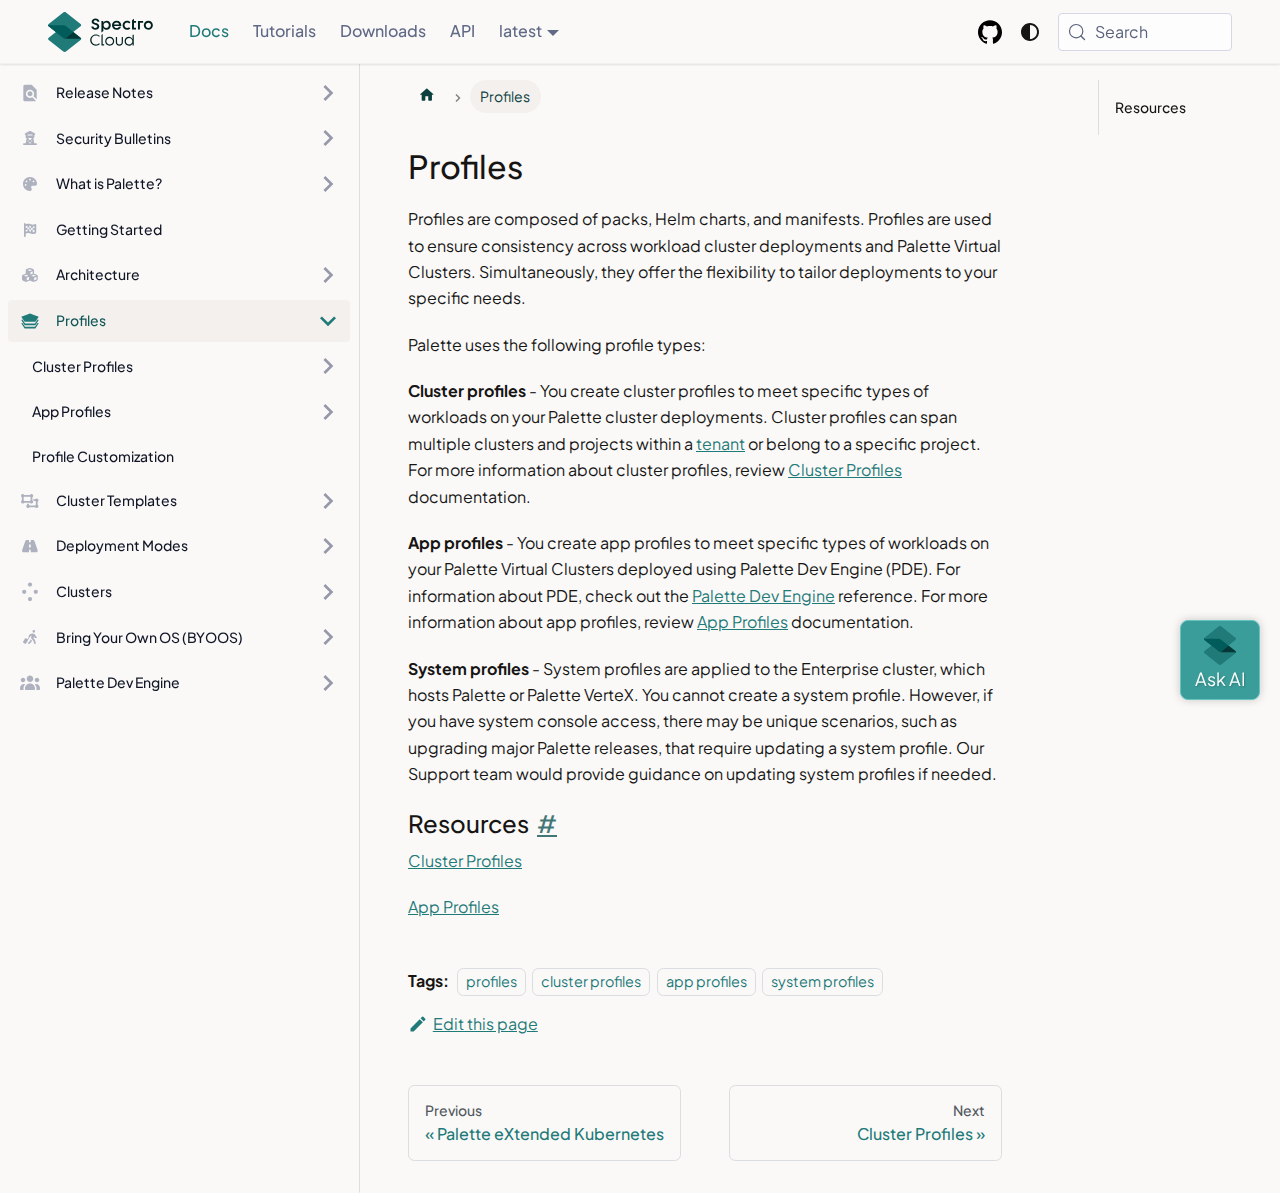 Spectro
Cloud
Docs
Tutorials
Downloads
API
latest
Search
Release Notes
Security Bulletins
What is Palette?
Getting Started
Architecture
Profiles
Cluster Profiles
App Profiles
Profile Customization
Cluster Templates
Deployment Modes
Clusters
Bring Your Own OS (BYOOS)
Palette Dev Engine
Profiles
Profiles
Profiles are composed of packs, Helm charts, and manifests. Profiles are used
to ensure consistency across workload cluster deployments and Palette Virtual
Clusters. Simultaneously, they offer the flexibility to tailor deployments to your
specific needs.
Palette uses the following profile types:
Cluster profiles - You create cluster profiles to meet specific types of
workloads on your Palette cluster deployments. Cluster profiles can span
multiple clusters and projects within a tenant or belong to a specific project.
For more information about cluster profiles, review Cluster Profiles
documentation.
App profiles - You create app profiles to meet specific types of workloads on
your Palette Virtual Clusters deployed using Palette Dev Engine (PDE). For
information about PDE, check out the Palette Dev Engine reference. For more
information about app profiles, review App Profiles documentation.
System profiles - System profiles are applied to the Enterprise cluster, which
hosts Palette or Palette VerteX. You cannot create a system profile. However, if
you have system console access, there may be unique scenarios, such as
upgrading major Palette releases, that require updating a system profile. Our
Support team would provide guidance on updating system profiles if needed.
Resources #
Cluster Profiles
App Profiles
Tags: profiles cluster profiles app profiles system profiles
Edit this page
Previous
« Palette eXtended Kubernetes
Next
Cluster Profiles »
Resources
Ask AI